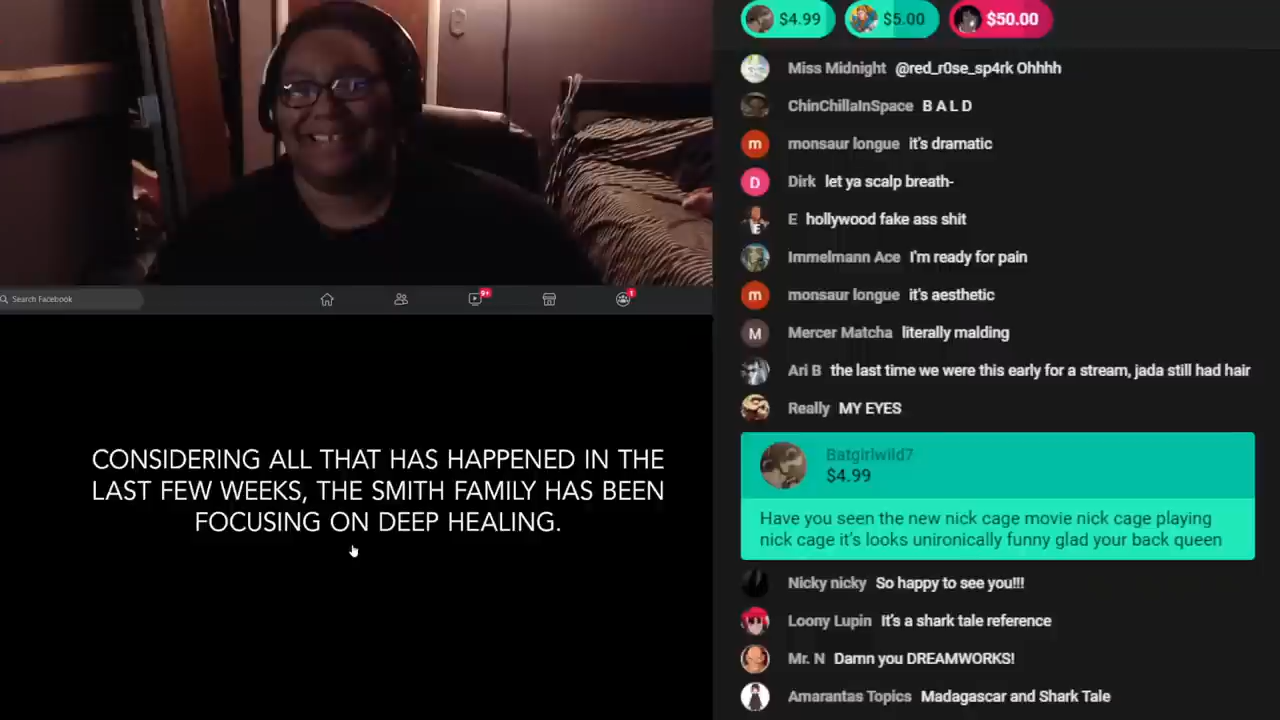 $4.99 $5.00 $50.00
Miss Midnight @red_r0se_sp4rk Ohhhh
ChinChillaInSpace B A L D
m monsaur longue it's dramatic
D Dirk let ya scalp breath-
E E hollywood fake ass shit
Immelmann Ace I'm ready for pain
m monsaur longue it's aesthetic
M Mercer Matcha literally malding
Ari B the last time we were this early for a stream, jada still had hair
Really MY EYES
Batgirlwild7
$4.99
Have you seen the new nick cage movie nick cage playing
nick cage it's looks unironically funny glad your back queen
Nicky nicky So happy to see you!!!
Loony Lupin It's a shark tale reference
Mr. N Damn you DREAMWORKS!
Amarantas Topics Madagascar and Shark Tale
Search Facebook 9+ 1
CONSIDERING ALL THAT HAS HAPPENED IN THE
LAST FEW WEEKS, THE SMITH FAMILY HAS BEEN
FOCUSING ON DEEP HEALING.